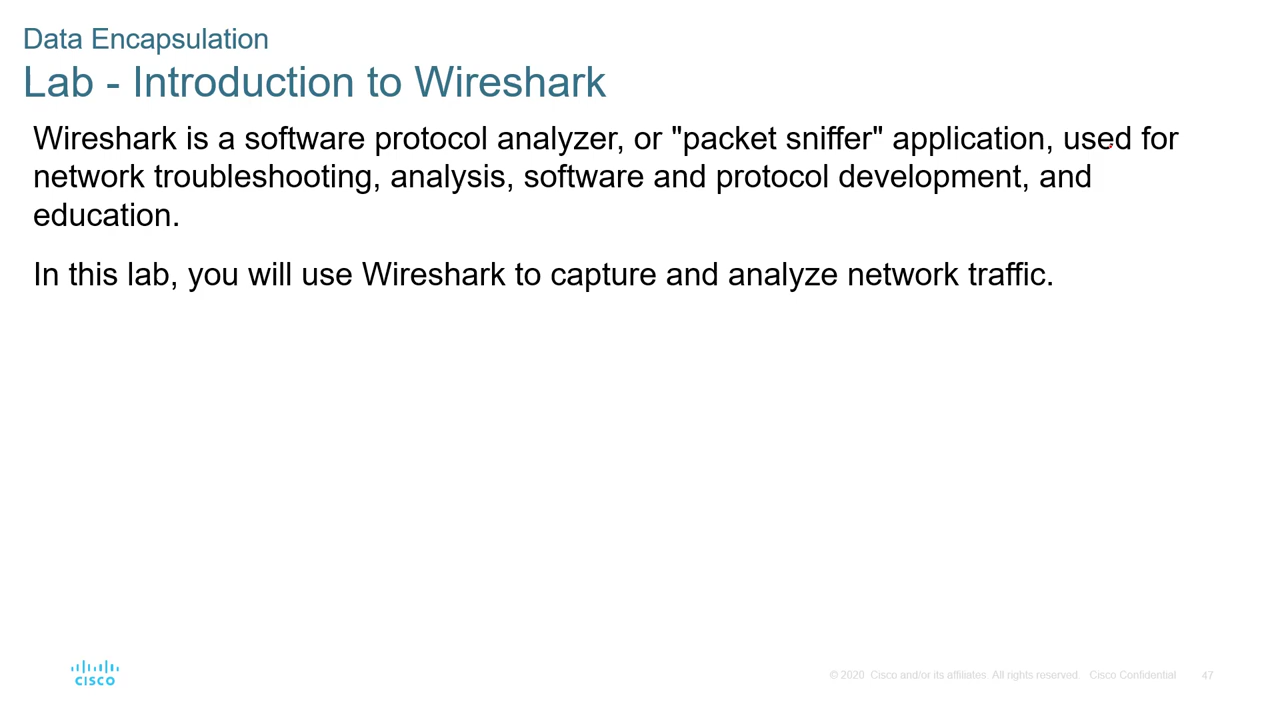 Data Encapsulation
Lab - Introduction to Wireshark
Wireshark is a software protocol analyzer, or "packet sniffer" application, used for
network troubleshooting, analysis, software and protocol development, and
education.
In this lab, you will use Wireshark to capture and analyze network traffic.
CISCO
© 2020 Cisco and/or its affiliates. All rights reserved. Cisco Confidential
47